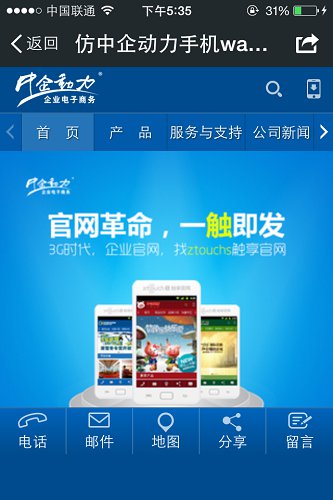 中国联通 下午5:35 31%
返回 仿中企动力手机wa...
中企动力®
企业电子商务
首 页 产 品 服务与支持 公司新闻
中企动力
企业电子商务
官网革命，一触即发
3G时代，企业官网，找ztouchs触享官网
电话 邮件 地图 分享 留言